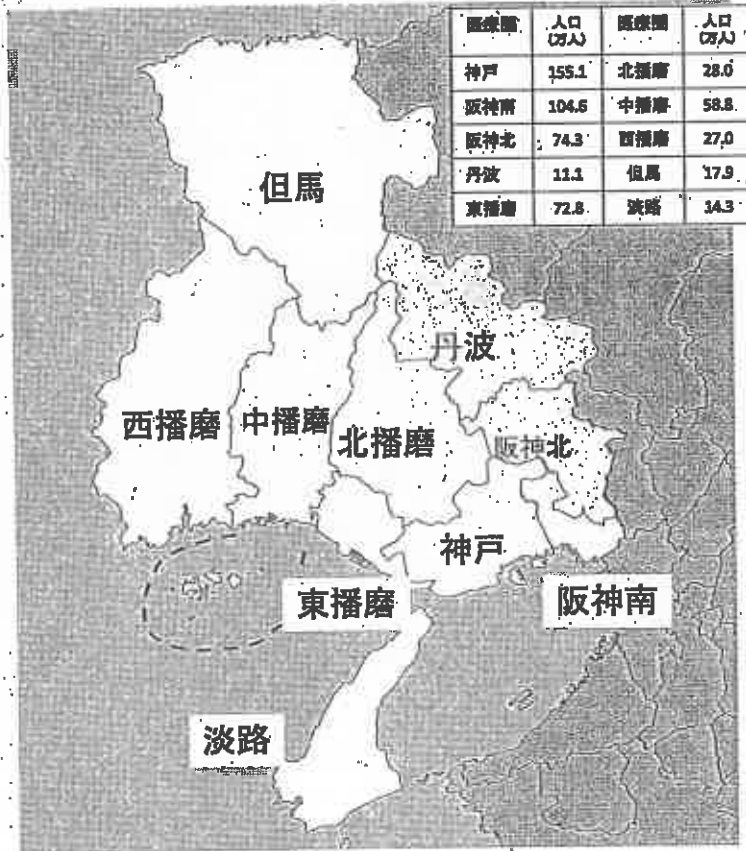 医療圏 人口(万人) 医療圏 人口(万人)
神戸 155.1 北播磨 28.0
阪神南 104.6 中播磨 58.8
阪神北 74.3 西播磨 27.0
丹波 11.1 但馬 17.9
東播磨 72.8 淡路 14.3
但馬
丹波
西播磨 中播磨 北播磨 阪神北
神戸
東播磨 阪神南
淡路